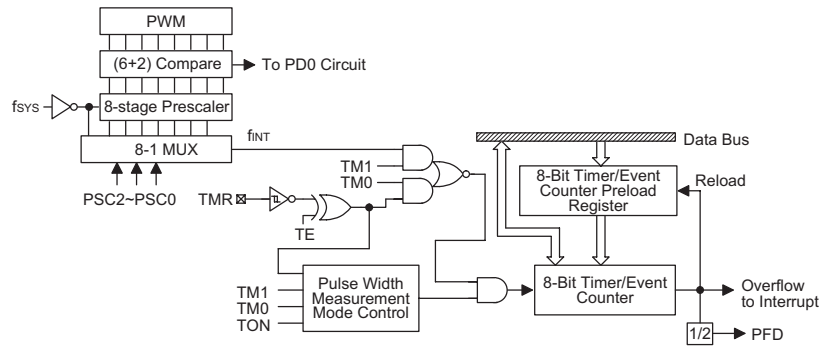 PWM
(6+2) Compare
To PD0 Circuit
fSYS
8-stage Prescaler
8-1 MUX
fINT
PSC2~PSC0
TM1
TM0
TMR
TE
Data Bus
8-Bit Timer/Event
Counter Preload
Register
Reload
TM1
TM0
TON
Pulse Width
Measurement
Mode Control
8-Bit Timer/Event
Counter
Overflow
to Interrupt
1/2
PFD